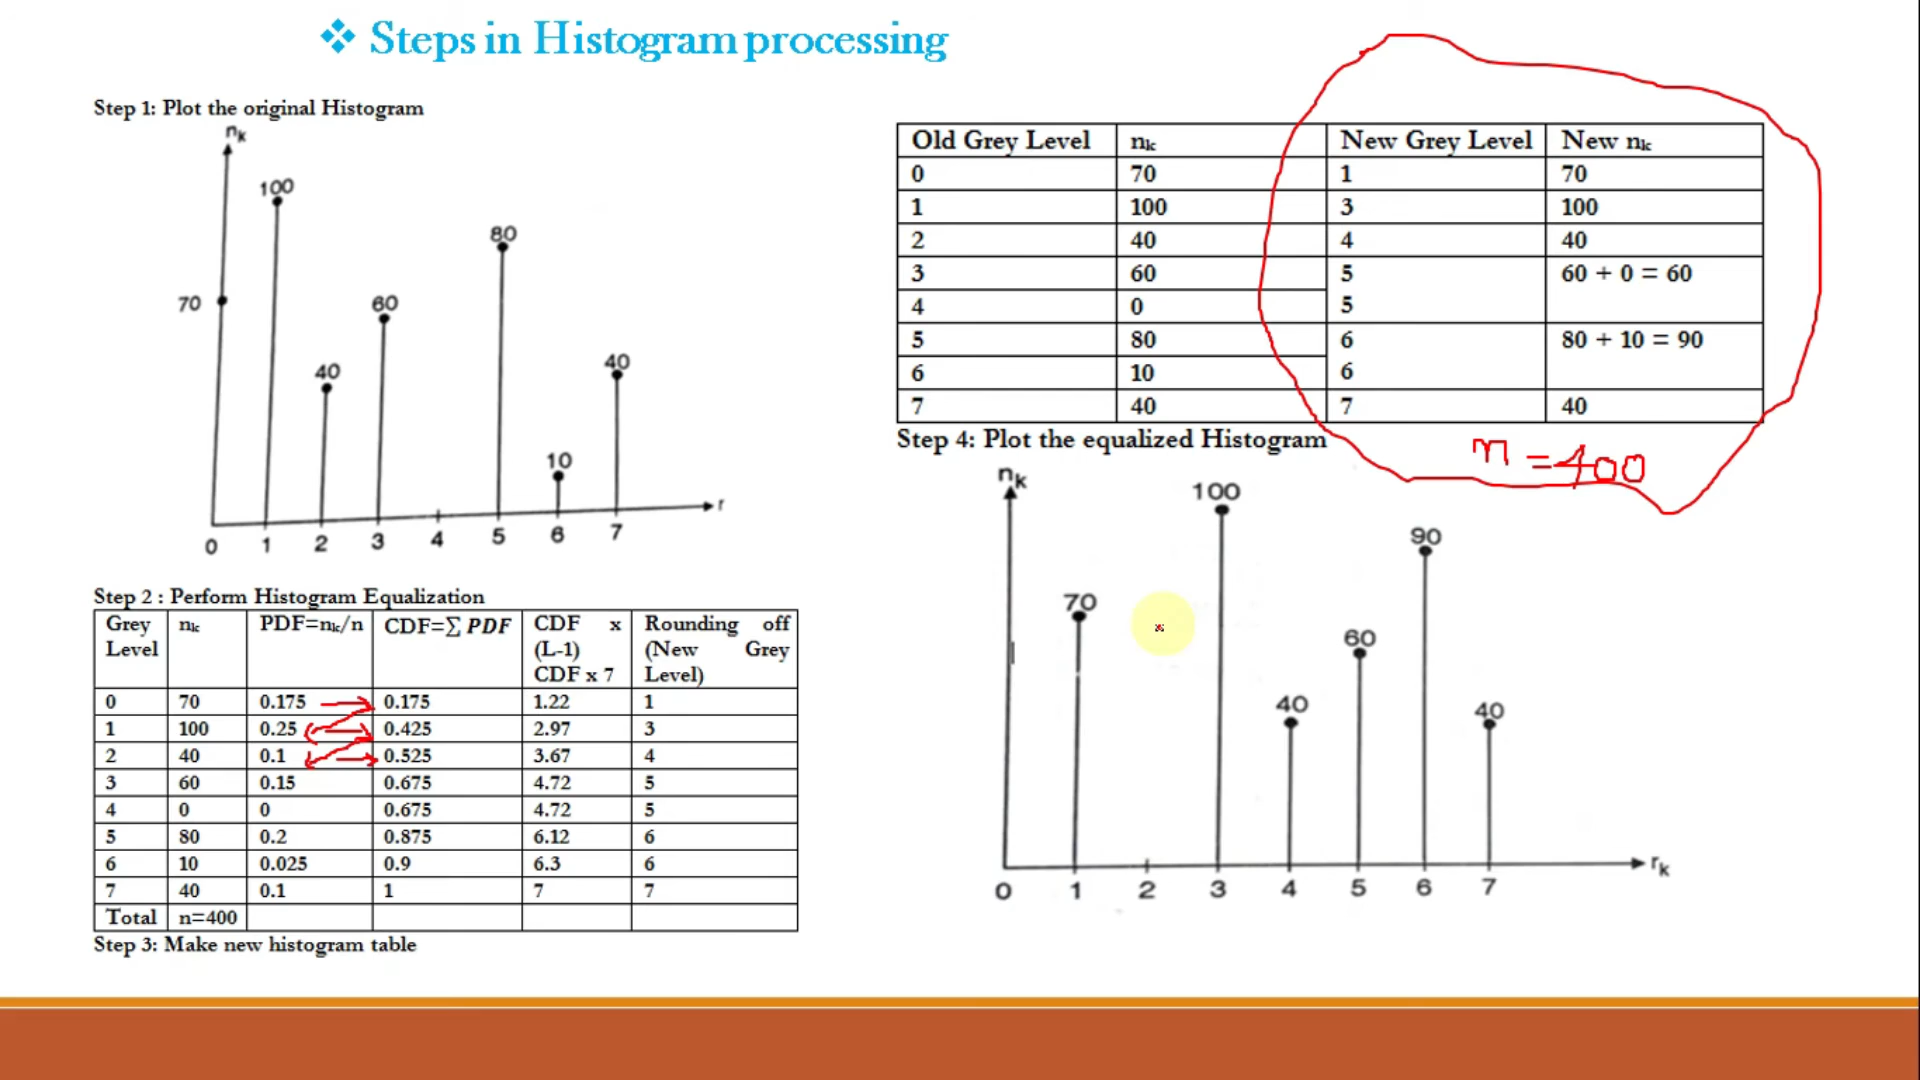 ❖ Steps in Histogram processing
Step 1: Plot the original Histogram
nk
100
80
70
60
40
40
10
r
0 1 2 3 4 5 6 7
Step 2 : Perform Histogram Equalization
Grey Level | nk | PDF=nk/n | CDF=∑ PDF | CDF x (L-1) CDF x 7 | Rounding off (New Grey Level)
0 | 70 | 0.175 | 0.175 | 1.22 | 1
1 | 100 | 0.25 | 0.425 | 2.97 | 3
2 | 40 | 0.1 | 0.525 | 3.67 | 4
3 | 60 | 0.15 | 0.675 | 4.72 | 5
4 | 0 | 0 | 0.675 | 4.72 | 5
5 | 80 | 0.2 | 0.875 | 6.12 | 6
6 | 10 | 0.025 | 0.9 | 6.3 | 6
7 | 40 | 0.1 | 1 | 7 | 7
Total | n=400
Step 3: Make new histogram table
Old Grey Level | nk | New Grey Level | New nk
0 | 70 | 1 | 70
1 | 100 | 3 | 100
2 | 40 | 4 | 40
3 | 60 | 5 | 60 + 0 = 60
4 | 0 | 5
5 | 80 | 6 | 80 + 10 = 90
6 | 10 | 6
7 | 40 | 7 | 40
n = 400
Step 4: Plot the equalized Histogram
nk
100
90
70
60
40
40
rk
0 1 2 3 4 5 6 7